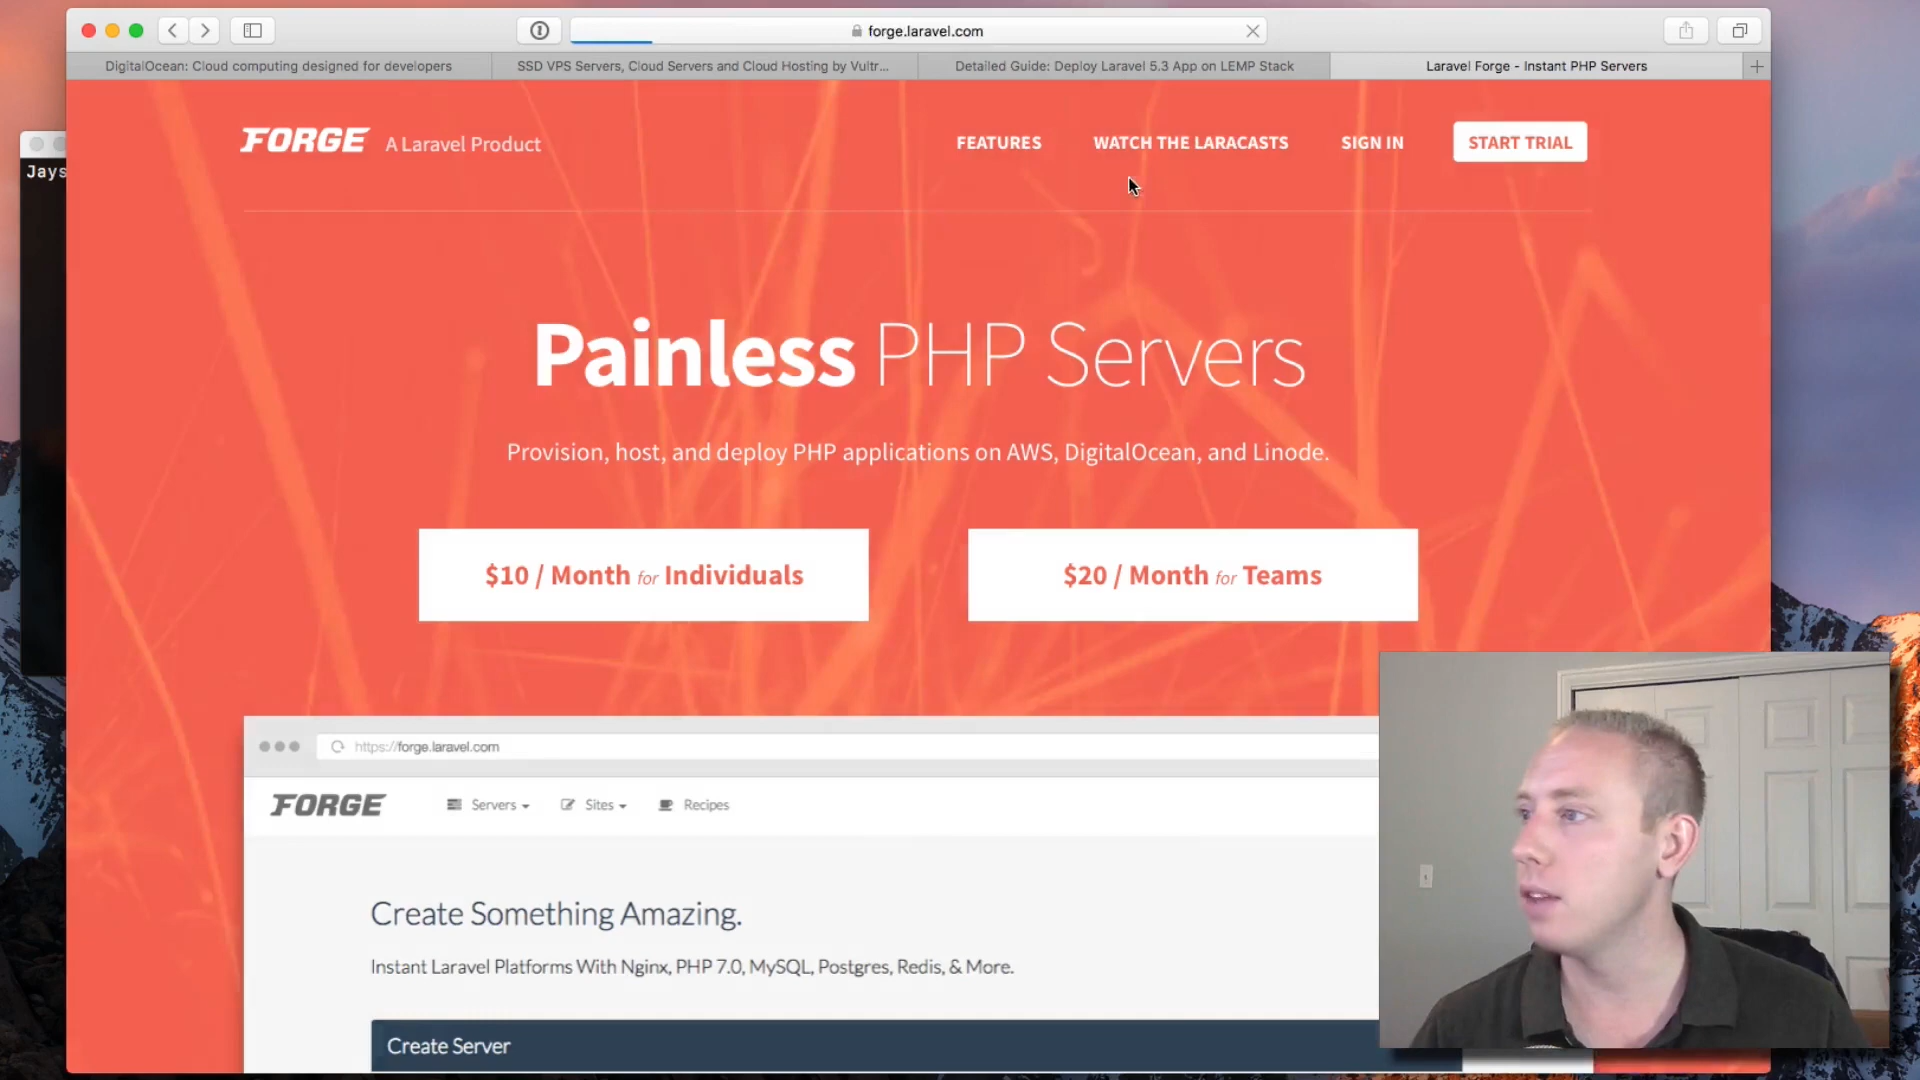 forge.laravel.com
DigitalOcean: Cloud computing designed for developers
SSD VPS Servers, Cloud Servers and Cloud Hosting by Vultr...
Detailed Guide: Deploy Laravel 5.3 App on LEMP Stack
Laravel Forge - Instant PHP Servers
FORGE A Laravel Product
FEATURES
WATCH THE LARACASTS
SIGN IN
START TRIAL
Jays
Painless PHP Servers
Provision, host, and deploy PHP applications on AWS, DigitalOcean, and Linode.
$10 / Month for Individuals
$20 / Month for Teams
https://forge.laravel.com
FORGE
Servers
Sites
Recipes
Create Something Amazing.
Instant Laravel Platforms With Nginx, PHP 7.0, MySQL, Postgres, Redis, & More.
Create Server